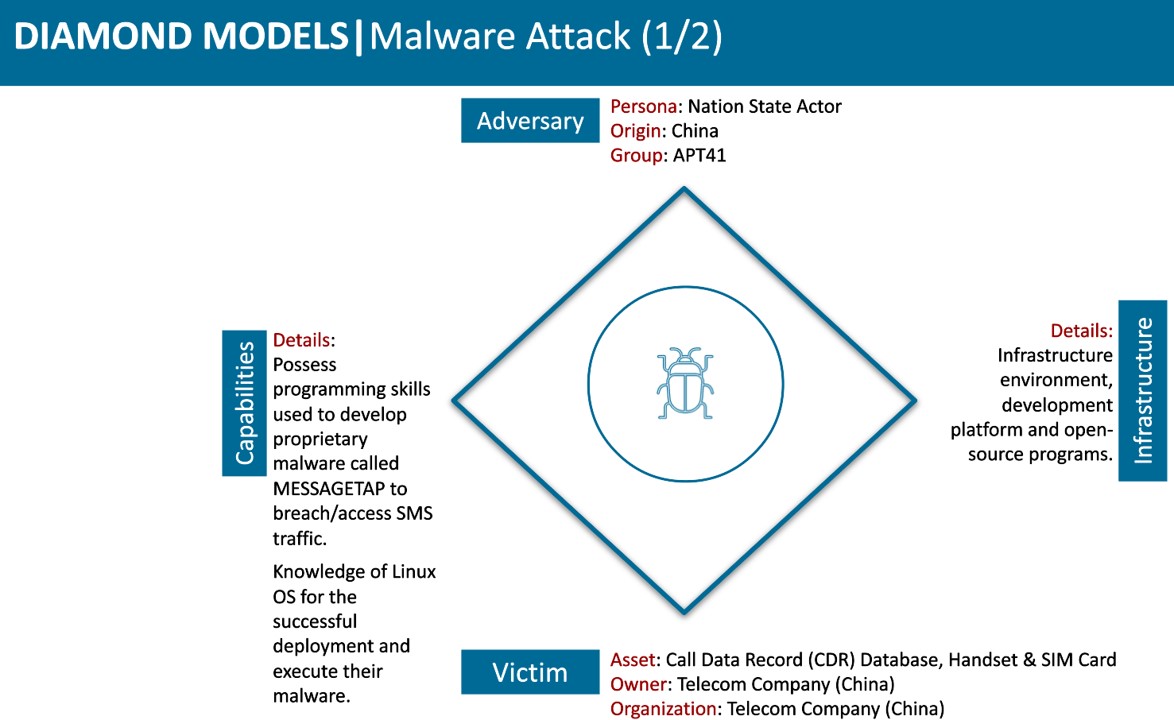 DIAMOND MODELS|Malware Attack (1/2)
Adversary
Persona: Nation State Actor
Origin: China
Group: APT41
Capabilities
Details:
Possess
programming skills
used to develop
proprietary
malware called
MESSAGETAP to
breach/access SMS
traffic.
Knowledge of Linux
OS for the
successful
deployment and
execute their
malware.
Details:
Infrastructure
environment,
development
platform and open-
source programs.
Infrastructure
Victim
Asset: Call Data Record (CDR) Database, Handset & SIM Card
Owner: Telecom Company (China)
Organization: Telecom Company (China)